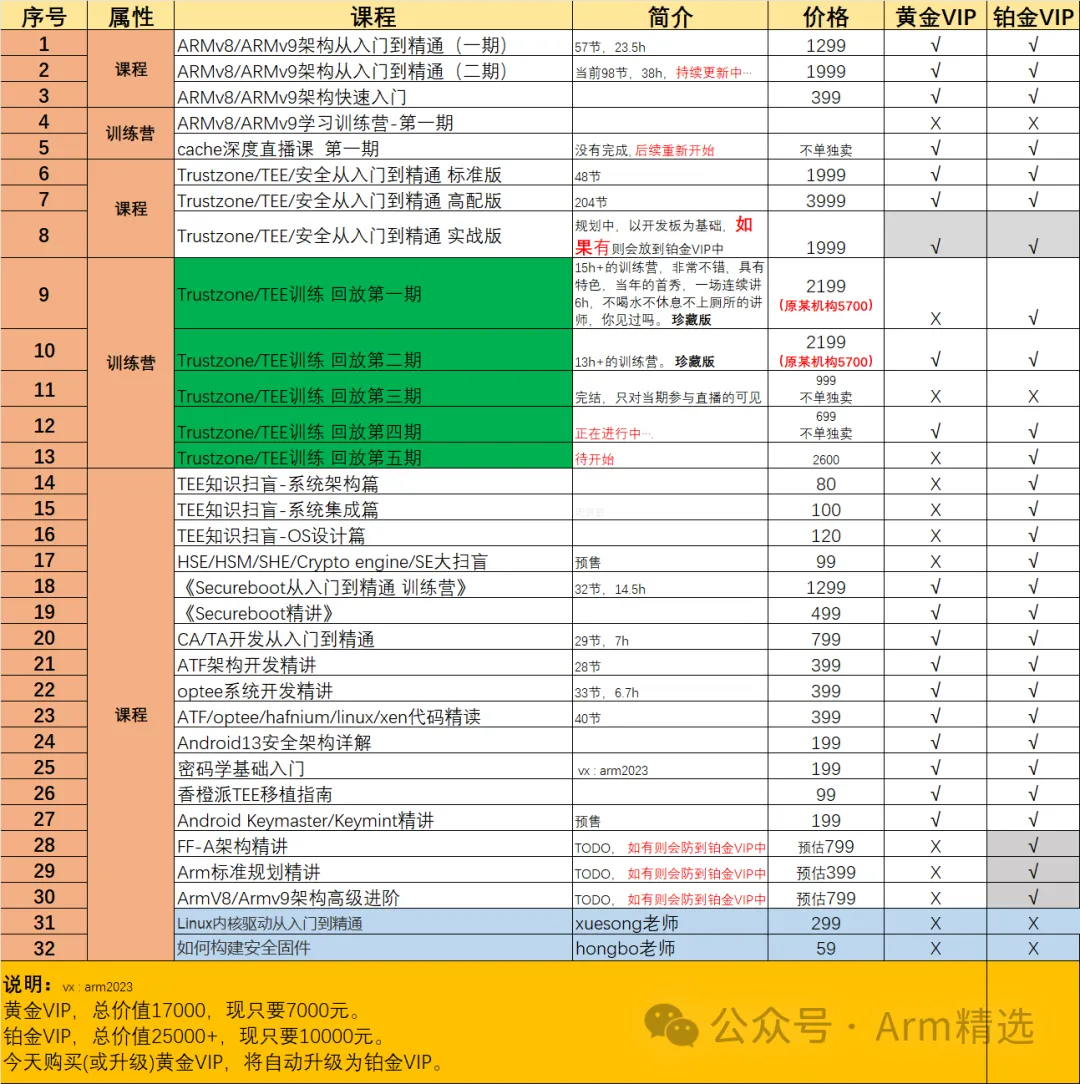 序号 属性 课程 简介 价格 黄金VIP 铂金VIP
课程
1 ARMv8/ARMv9架构从入门到精通（一期） 57节，23.5h 1299 √ √
2 ARMv8/ARMv9架构从入门到精通（二期） 当前98节，38h，持续更新中… 1999 √ √
3 ARMv8/ARMv9架构快速入门 399 √ √
训练营
4 ARMv8/ARMv9学习训练营-第一期 X X
5 cache深度直播课 第一期 没有完成,后续重新开始 不单独卖 √ √
课程
6 Trustzone/TEE/安全从入门到精通 标准版 48节 1999 √ √
7 Trustzone/TEE/安全从入门到精通 高配版 204节 3999 √ √
8 Trustzone/TEE/安全从入门到精通 实战版 1999 √ √
规划中，以开发板为基础，如
果有则会放到铂金VIP中
训练营
9 Trustzone/TEE训练 回放第一期 2199 X √
15h+的训练营，非常不错，具有
特色，当年的首秀，一场连续讲
6h，不喝水不休息不上厕所的讲
师，你见过吗。 珍藏版
(原某机构5700)
10 Trustzone/TEE训练 回放第二期 13h+的训练营。 珍藏版 2199 √ √
(原某机构5700)
11 Trustzone/TEE训练 回放第三期 完结，只对当期参与直播的可见 999 X X
不单独卖
12 Trustzone/TEE训练 回放第四期 正在进行中…. 699 √ √
不单独卖
13 Trustzone/TEE训练 回放第五期 待开始 2600 X √
课程
14 TEE知识扫盲-系统架构篇 80 X √
15 TEE知识扫盲-系统集成篇 100 X √
16 TEE知识扫盲-OS设计篇 120 X √
17 HSE/HSM/SHE/Crypto engine/SE大扫盲 预售 99 X √
18 《Secureboot从入门到精通 训练营》 32节，14.5h 1299 √ √
19 《Secureboot精讲》 499 √ √
20 CA/TA开发从入门到精通 29节，7h 799 √ √
21 ATF架构开发精讲 28节 399 √ √
22 optee系统开发精讲 33节，6.7h 399 √ √
23 ATF/optee/hafnium/linux/xen代码精读 40节 399 √ √
24 Android13安全架构详解 199 √ √
25 密码学基础入门 vx : arm2023 199 √ √
26 香橙派TEE移植指南 99 √ √
27 Android Keymaster/Keymint精讲 预售 199 √ √
28 FF-A架构精讲 TODO， 如有则会防到铂金VIP中 预估799 X √
29 Arm标准规划精讲 TODO， 如有则会防到铂金VIP中 预估399 X √
30 ArmV8/Armv9架构高级进阶 TODO， 如有则会防到铂金VIP中 预估799 X √
31 Linux内核驱动从入门到精通 xuesong老师 299 X X
32 如何构建安全固件 hongbo老师 59 X X
说明： vx : arm2023
黄金VIP，总价值17000，现只要7000元。
铂金VIP，总价值25000+，现只要10000元。
今天购买(或升级)黄金VIP，将自动升级为铂金VIP。
公众号 · Arm精选